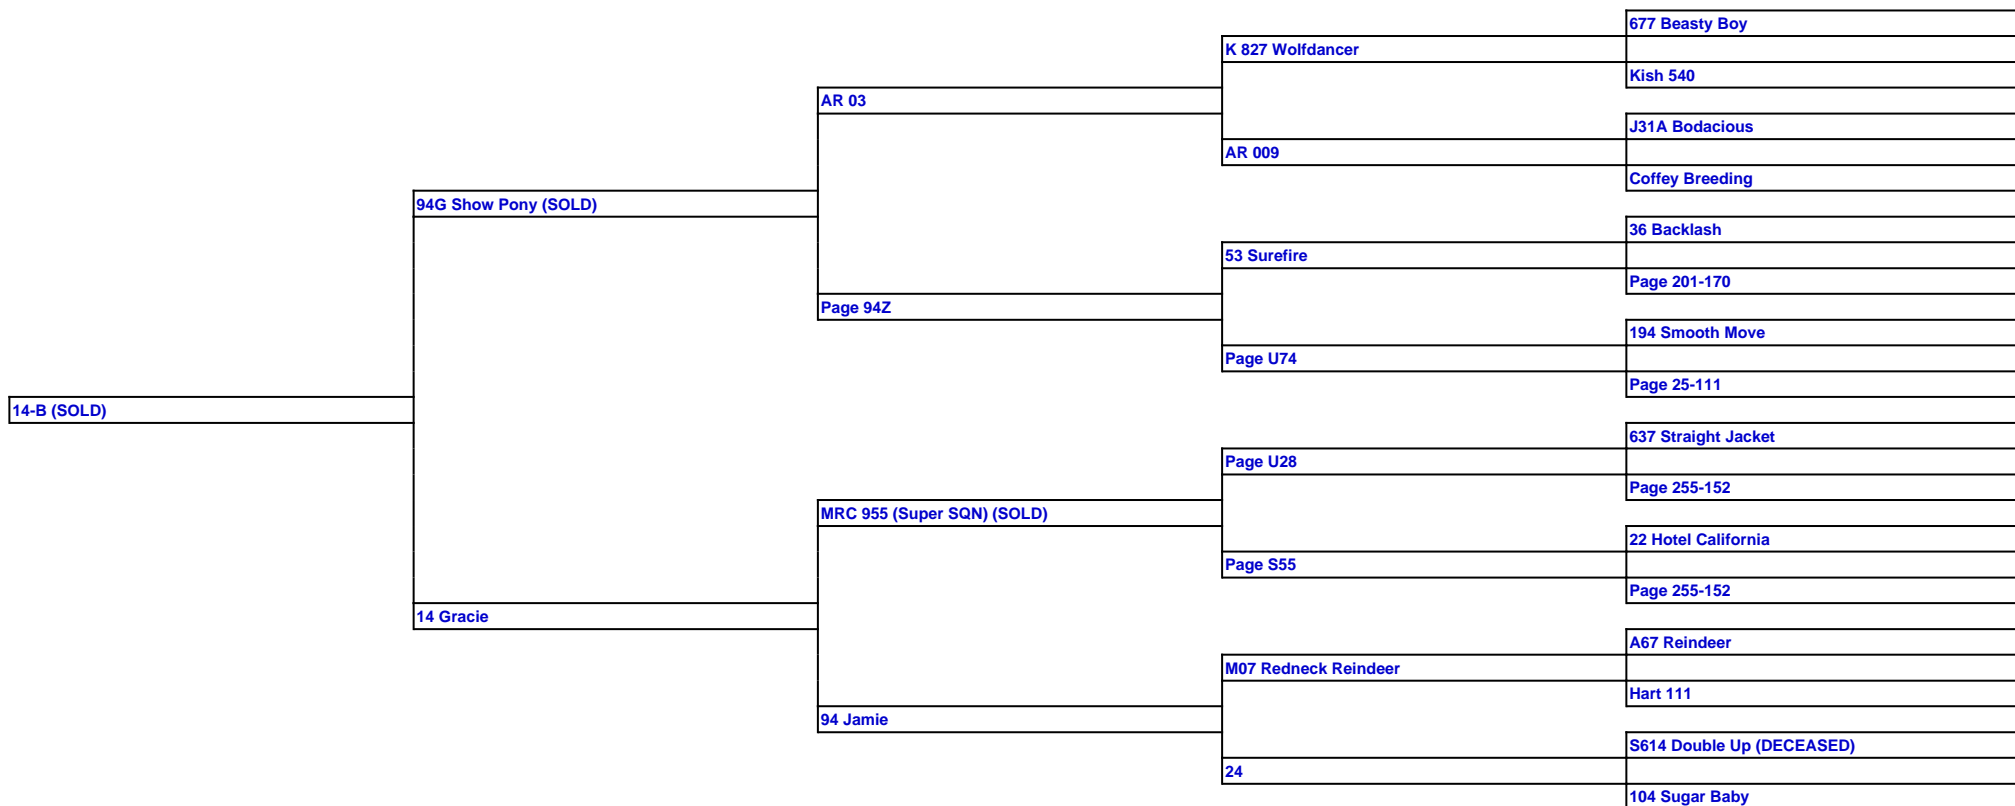 677 Beasty Boy
K 827 Wolfdancer
Kish 540
AR 03
J31A Bodacious
AR 009
Coffey Breeding
94G Show Pony (SOLD)
36 Backlash
53 Surefire
Page 201-170
Page 94Z
194 Smooth Move
Page U74
Page 25-111
14-B (SOLD)
637 Straight Jacket
Page U28
Page 255-152
MRC 955 (Super SQN) (SOLD)
22 Hotel California
Page S55
Page 255-152
14 Gracie
A67 Reindeer
M07 Redneck Reindeer
Hart 111
94 Jamie
S614 Double Up (DECEASED)
24
104 Sugar Baby